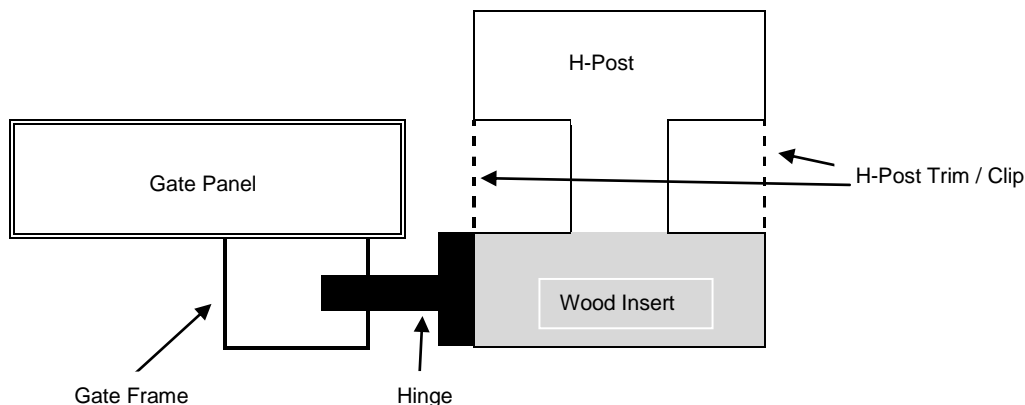 H-Post
Gate Panel
H-Post Trim / Clip
Wood Insert
Gate Frame
Hinge